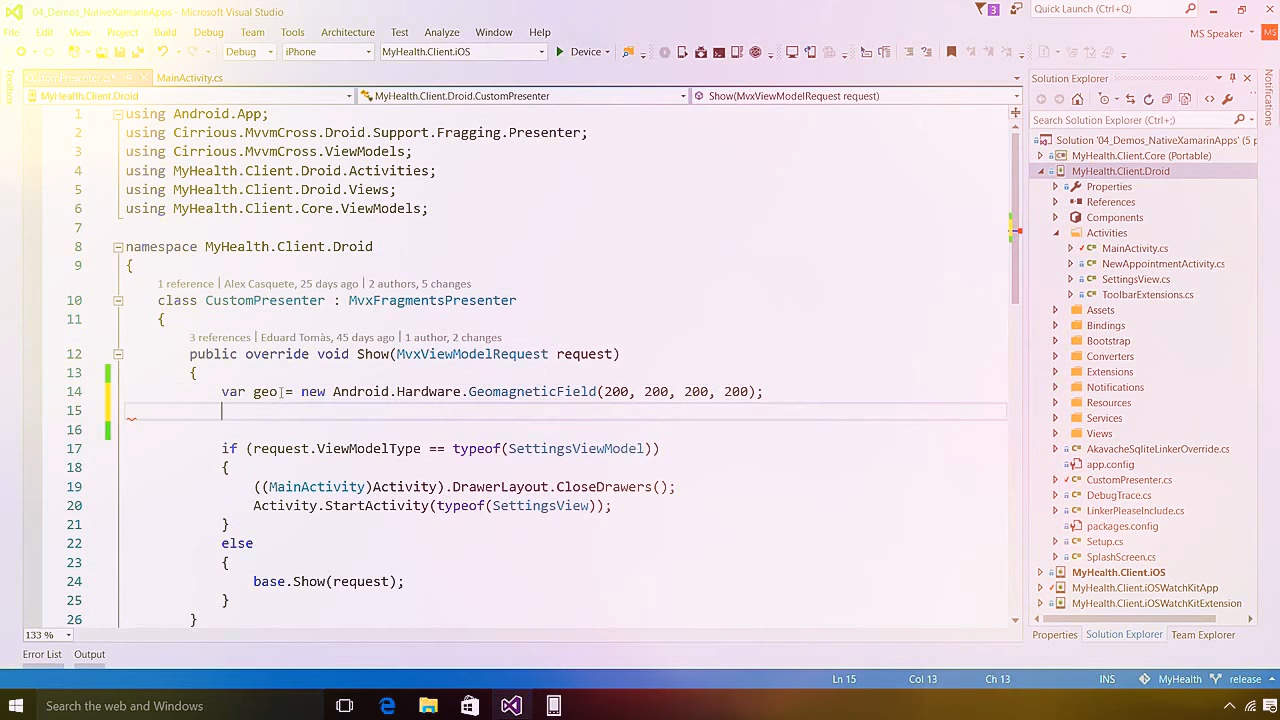 04_Demos_NativeXamarinApps - Microsoft Visual Studio
3
Quick Launch (Ctrl+Q)
File Edit View Project Build Debug Team Tools Architecture Test Analyze Window Help
MS Speaker
MS
Debug
iPhone
MyHealth.Client.iOS
Device
Toolbox
CustomPresenter.cs
MainActivity.cs
MyHealth.Client.Droid
MyHealth.Client.Droid.CustomPresenter
Show(MvxViewModelRequest request)
1 using Android.App;
2 using Cirrious.MvvmCross.Droid.Support.Fragging.Presenter;
3 using Cirrious.MvvmCross.ViewModels;
4 using MyHealth.Client.Droid.Activities;
5 using MyHealth.Client.Droid.Views;
6 using MyHealth.Client.Core.ViewModels;
7
8 namespace MyHealth.Client.Droid
9 {
1 reference | Alex Casquete, 25 days ago | 2 authors, 5 changes
10 class CustomPresenter : MvxFragmentsPresenter
11 {
3 references | Eduard Tomàs, 45 days ago | 1 author, 2 changes
12 public override void Show(MvxViewModelRequest request)
13 {
14 var geo = new Android.Hardware.GeomagneticField(200, 200, 200, 200);
15
16
17 if (request.ViewModelType == typeof(SettingsViewModel))
18 {
19 ((MainActivity)Activity).DrawerLayout.CloseDrawers();
20 Activity.StartActivity(typeof(SettingsView));
21 }
22 else
23 {
24 base.Show(request);
25 }
26 }
133 %
Solution Explorer
Search Solution Explorer (Ctrl+;)
Solution '04_Demos_NativeXamarinApps' (5 p
MyHealth.Client.Core (Portable)
MyHealth.Client.Droid
Properties
References
Components
Activities
MainActivity.cs
NewAppointmentActivity.cs
SettingsView.cs
ToolbarExtensions.cs
Assets
Bindings
Bootstrap
Converters
Extensions
Notifications
Resources
Services
Views
AkavacheSqliteLinkerOverride.cs
app.config
CustomPresenter.cs
DebugTrace.cs
LinkerPleaseInclude.cs
packages.config
Setup.cs
SplashScreen.cs
MyHealth.Client.iOS
MyHealth.Client.iOSWatchKitApp
MyHealth.Client.iOSWatchKitExtension
Properties Solution Explorer Team Explorer
Notifications
Error List Output
Ln 15 Col 13 Ch 13 INS MyHealth release
Search the web and Windows